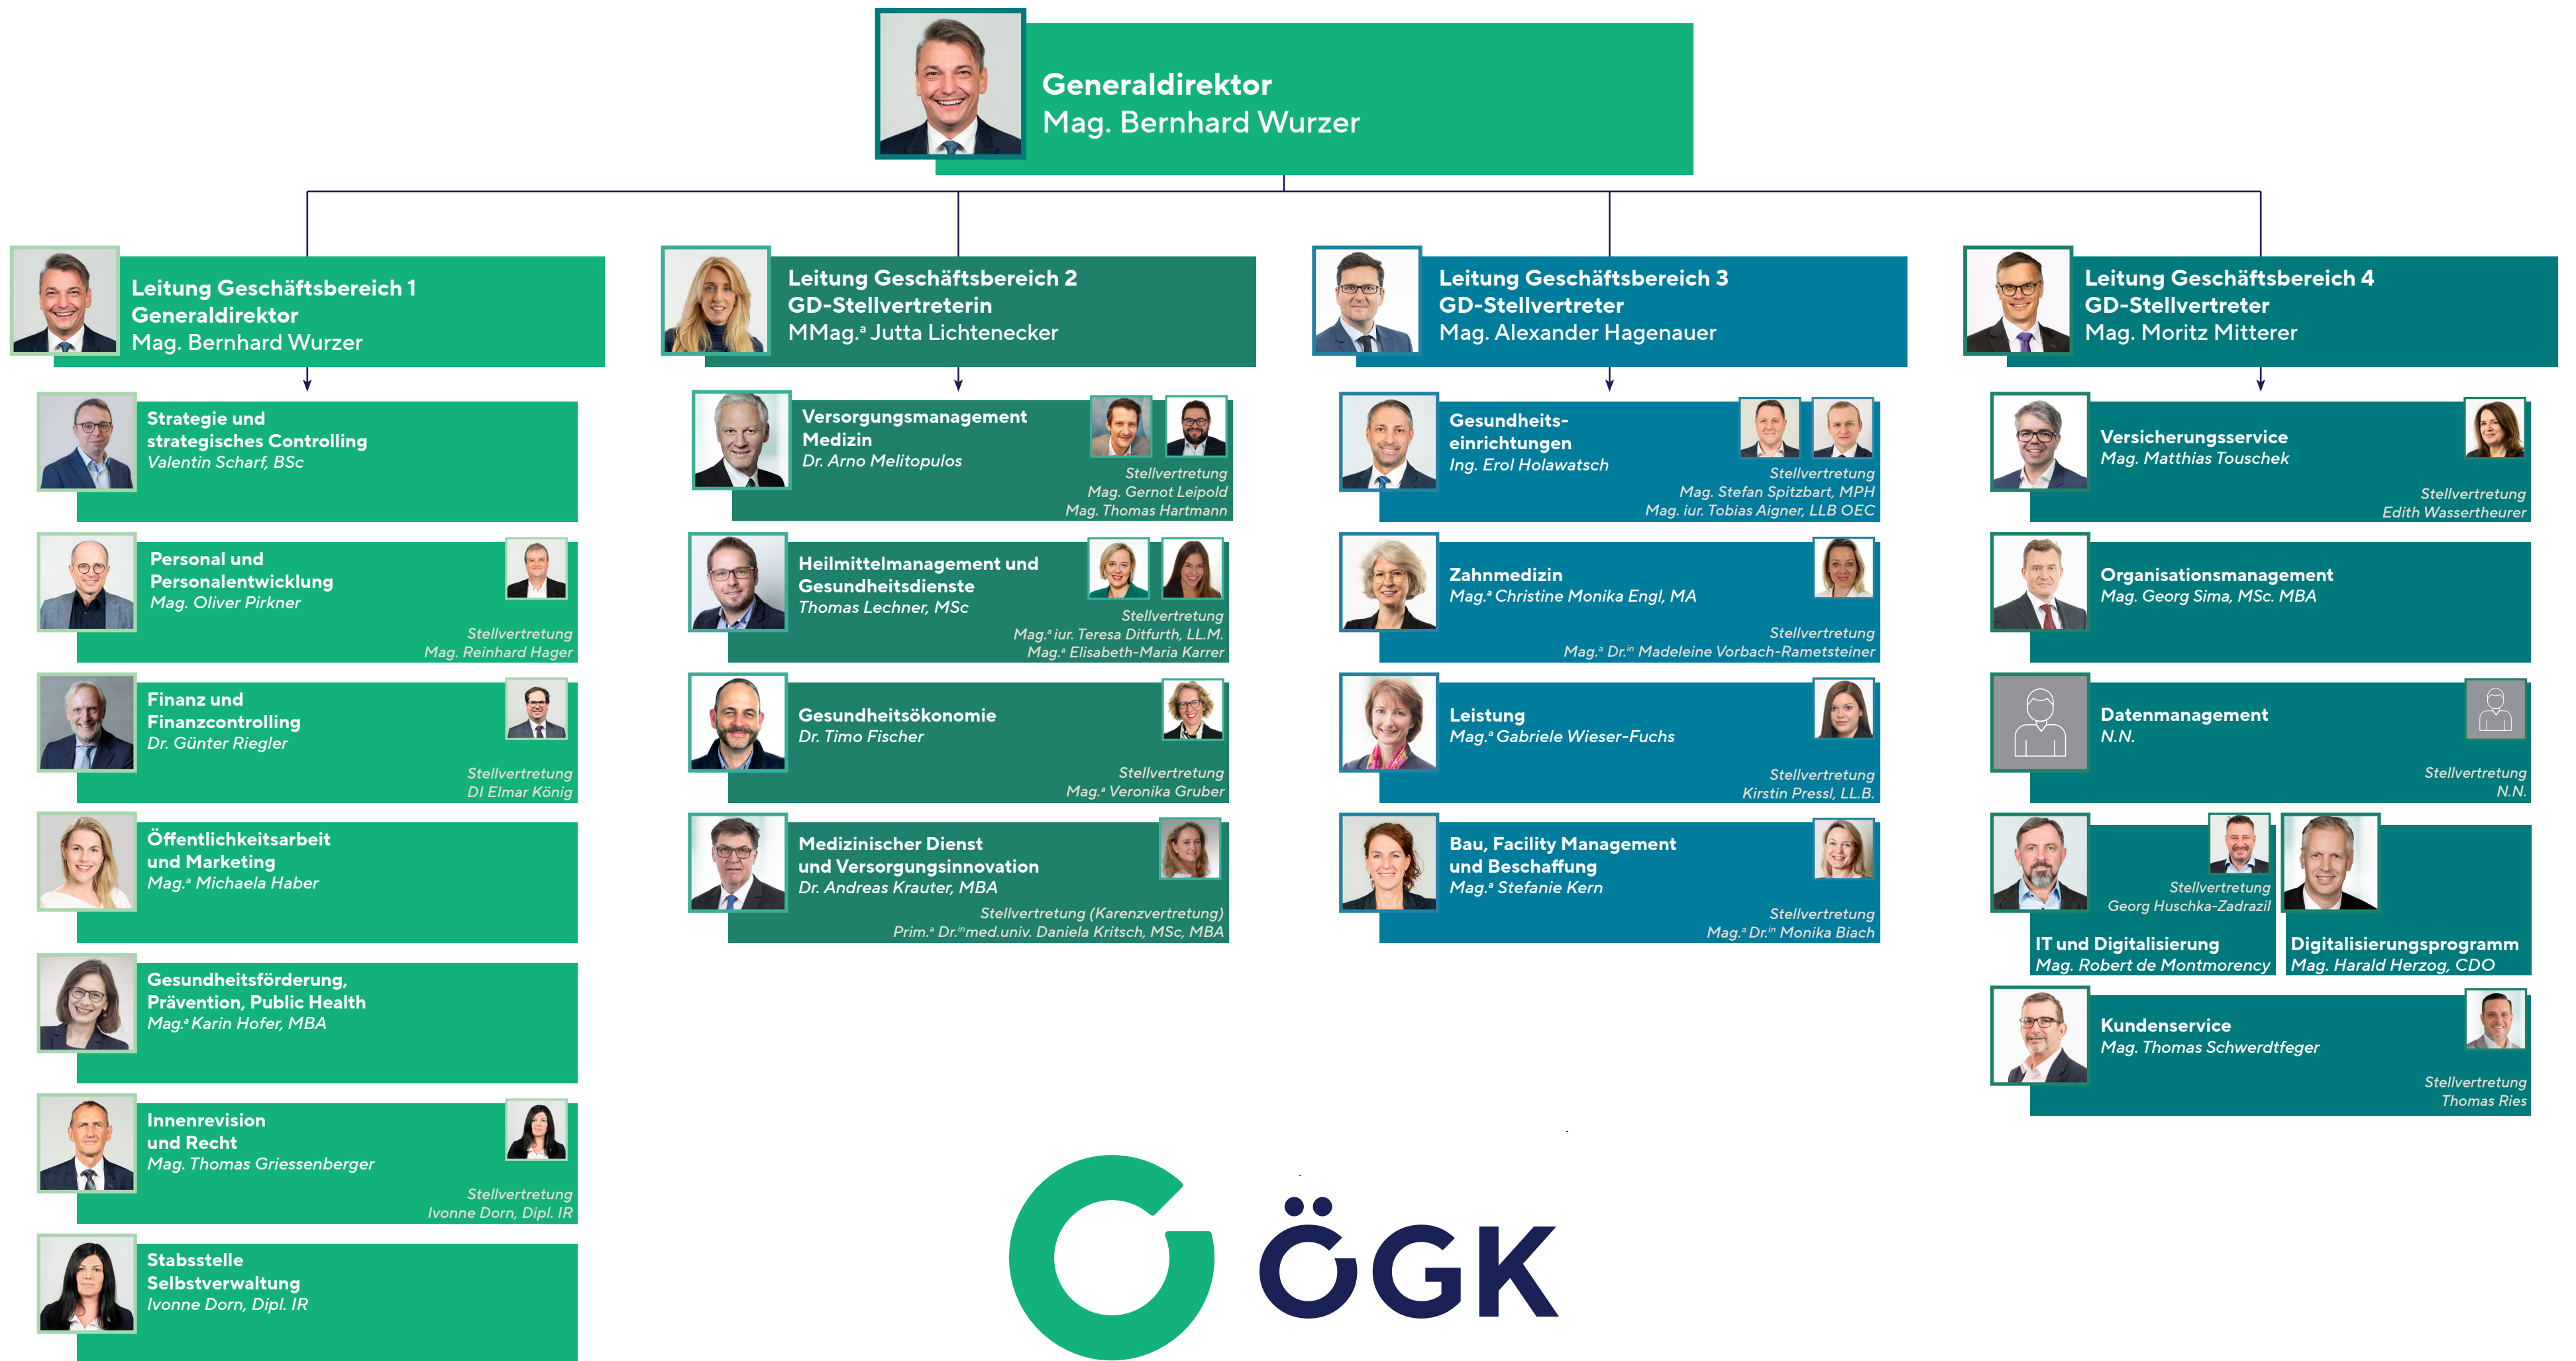 Generaldirektor
Mag. Bernhard Wurzer
Leitung Geschäftsbereich 1
Generaldirektor
Mag. Bernhard Wurzer
Strategie und
strategisches Controlling
Valentin Scharf, BSc
Personal und
Personalentwicklung
Mag. Oliver Pirkner
Stellvertretung
Mag. Reinhard Hager
Finanz und
Finanzcontrolling
Dr. Günter Riegler
Stellvertretung
DI Elmar König
Öffentlichkeitsarbeit
und Marketing
Mag.ª Michaela Haber
Gesundheitsförderung,
Prävention, Public Health
Mag.ª Karin Hofer, MBA
Innenrevision
und Recht
Mag. Thomas Griessenberger
Stellvertretung
Ivonne Dorn, Dipl. IR
Stabsstelle
Selbstverwaltung
Ivonne Dorn, Dipl. IR
Leitung Geschäftsbereich 2
GD-Stellvertreterin
MMag.ª Jutta Lichtenecker
Versorgungsmanagement
Medizin
Dr. Arno Melitopulos
Stellvertretung
Mag. Gernot Leipold
Mag. Thomas Hartmann
Heilmittelmanagement und
Gesundheitsdienste
Thomas Lechner, MSc
Stellvertretung
Mag.ª iur. Teresa Ditfurth, LL.M.
Mag.ª Elisabeth-Maria Karrer
Gesundheitsökonomie
Dr. Timo Fischer
Stellvertretung
Mag.ª Veronika Gruber
Medizinischer Dienst
und Versorgungsinnovation
Dr. Andreas Krauter, MBA
Stellvertretung (Karenzvertretung)
Prim.ª Dr.ⁱⁿmed.univ. Daniela Kritsch, MSc, MBA
Leitung Geschäftsbereich 3
GD-Stellvertreter
Mag. Alexander Hagenauer
Gesundheits-
einrichtungen
Ing. Erol Holawatsch
Stellvertretung
Mag. Stefan Spitzbart, MPH
Mag. iur. Tobias Aigner, LLB OEC
Zahnmedizin
Mag.ª Christine Monika Engl, MA
Stellvertretung
Mag.ª Dr.ⁱⁿ Madeleine Vorbach-Rametsteiner
Leistung
Mag.ª Gabriele Wieser-Fuchs
Stellvertretung
Kirstin Pressl, LL.B.
Bau, Facility Management
und Beschaffung
Mag.ª Stefanie Kern
Stellvertretung
Mag.ª Dr.ⁱⁿ Monika Biach
Leitung Geschäftsbereich 4
GD-Stellvertreter
Mag. Moritz Mitterer
Versicherungsservice
Mag. Matthias Touschek
Stellvertretung
Edith Wassertheurer
Organisationsmanagement
Mag. Georg Sima, MSc. MBA
Datenmanagement
N.N.
Stellvertretung
N.N.
Stellvertretung
Georg Huschka-Zadrazil
IT und Digitalisierung
Mag. Robert de Montmorency
Digitalisierungsprogramm
Mag. Harald Herzog, CDO
Kundenservice
Mag. Thomas Schwerdtfeger
Stellvertretung
Thomas Ries
ÖGK